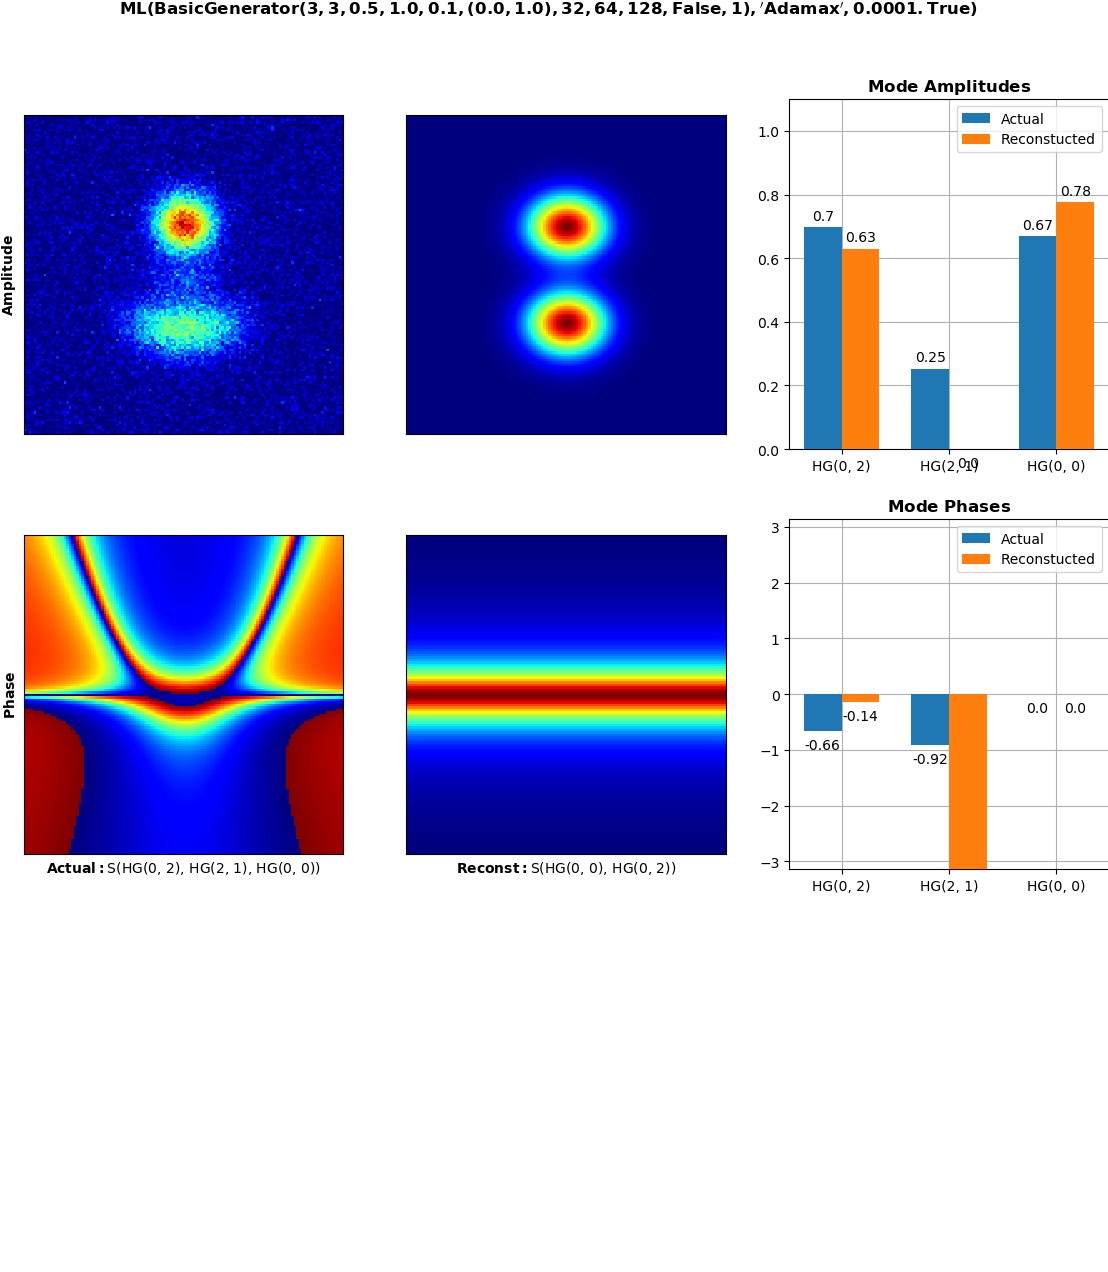 ML(BasicGenerator(3, 3, 0.5, 1.0, 0.1, (0.0, 1.0), 32, 64, 128, False, 1), ′Adamax′, 0.0001. True)
Amplitude
Mode Amplitudes
Actual
Reconstucted
1.0
0.8
0.6
0.4
0.2
0.0
0.7
0.63
0.25
0.0
0.67
0.78
HG(0, 2)
HG(2, 1)
HG(0, 0)
Phase
Actual: S(HG(0, 2), HG(2, 1), HG(0, 0))
Reconst: S(HG(0, 0), HG(0, 2))
Mode Phases
Actual
Reconstucted
3
2
1
0
−1
−2
−3
-0.66
-0.14
-0.92
0.0
0.0
HG(0, 2)
HG(2, 1)
HG(0, 0)